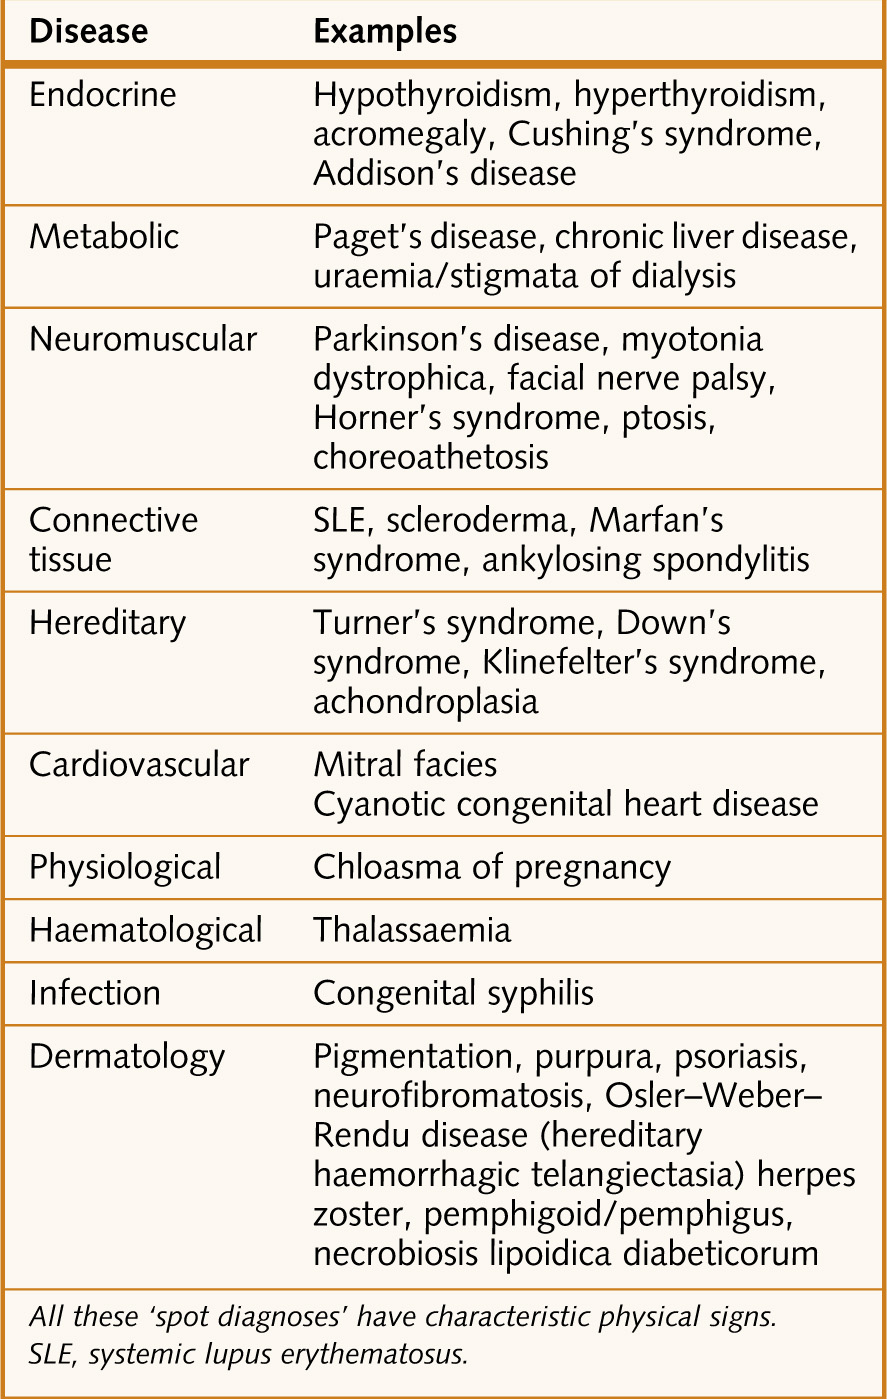 Disease Examples
Endocrine Hypothyroidism, hyperthyroidism,
acromegaly, Cushing’s syndrome,
Addison’s disease
Metabolic Paget’s disease, chronic liver disease,
uraemia/stigmata of dialysis
Neuromuscular Parkinson’s disease, myotonia
dystrophica, facial nerve palsy,
Horner’s syndrome, ptosis,
choreoathetosis
Connective SLE, scleroderma, Marfan’s
tissue syndrome, ankylosing spondylitis
Hereditary Turner’s syndrome, Down’s
syndrome, Klinefelter’s syndrome,
achondroplasia
Cardiovascular Mitral facies
Cyanotic congenital heart disease
Physiological Chloasma of pregnancy
Haematological Thalassaemia
Infection Congenital syphilis
Dermatology Pigmentation, purpura, psoriasis,
neurofibromatosis, Osler–Weber–
Rendu disease (hereditary
haemorrhagic telangiectasia) herpes
zoster, pemphigoid/pemphigus,
necrobiosis lipoidica diabeticorum
All these ‘spot diagnoses’ have characteristic physical signs.
SLE, systemic lupus erythematosus.